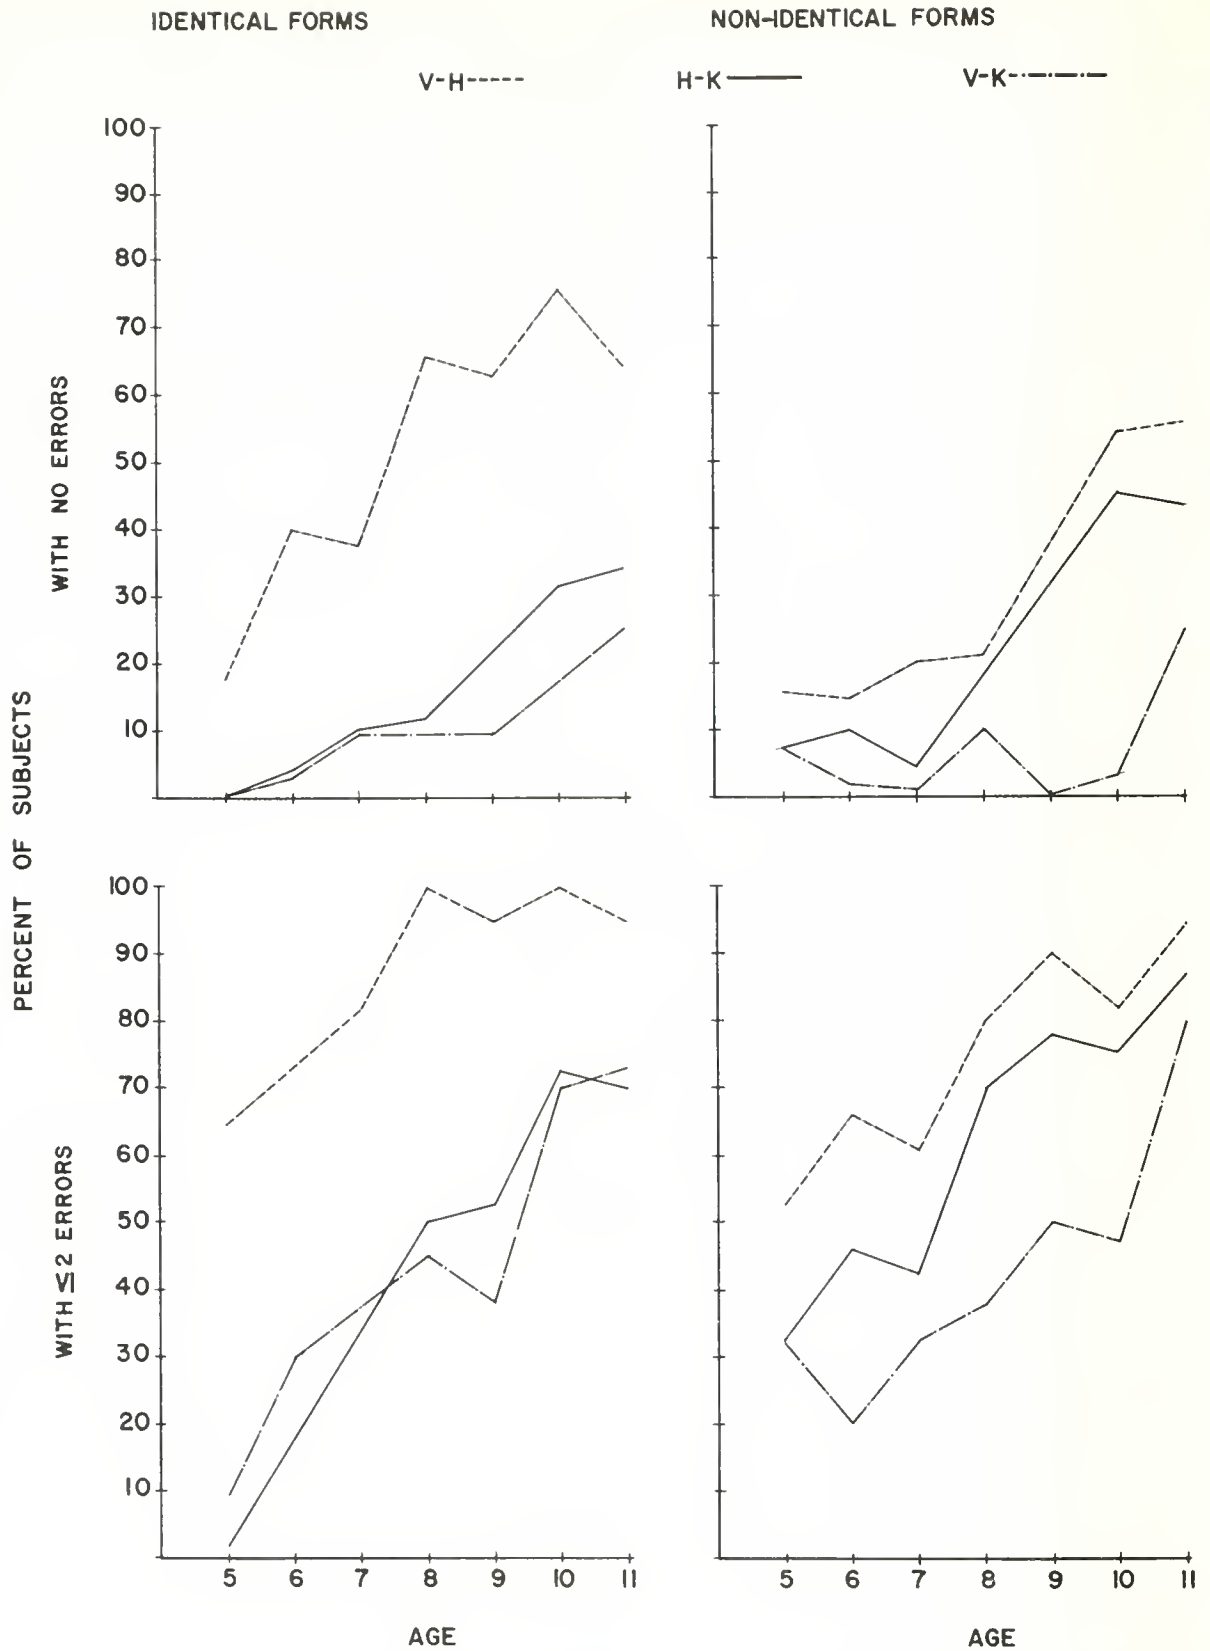 IDENTICAL FORMS
NON-IDENTICAL FORMS
V-H
H-K
V-K
100
90
80
70
60
50
40
30
20
10
WITH NO ERRORS
PERCENT OF SUBJECTS
100
90
80
70
60
50
40
30
20
10
WITH ≤2 ERRORS
5 6 7 8 9 10 11
5 6 7 8 9 10 11
AGE
AGE